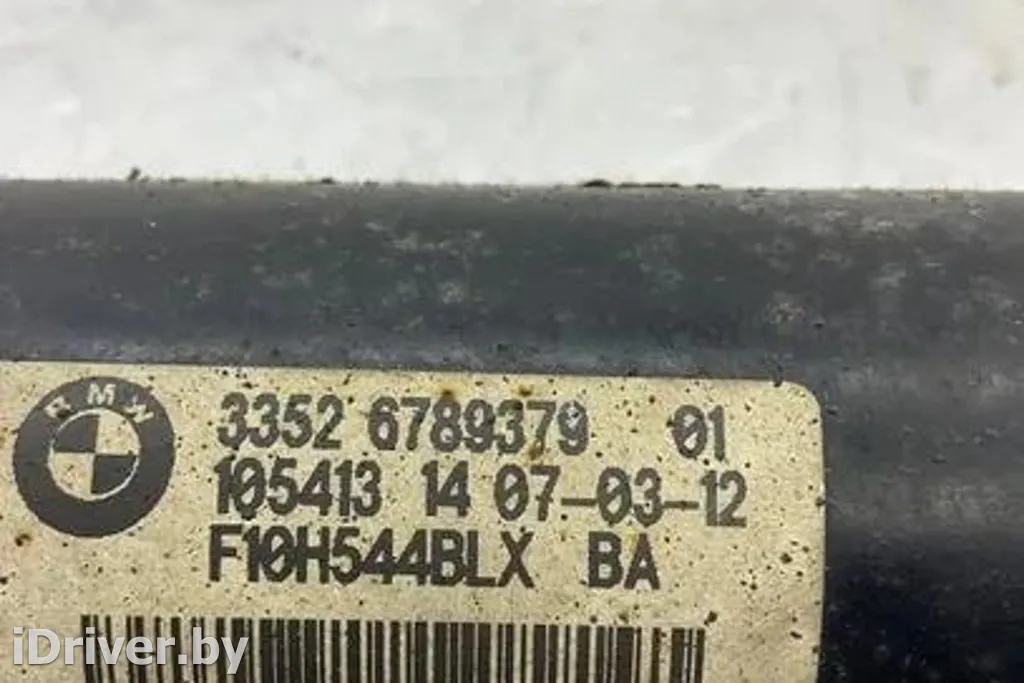 BMW
3352 6789379 01
105413 14 07-03-12
F10H544BLX BA
iDriver.by